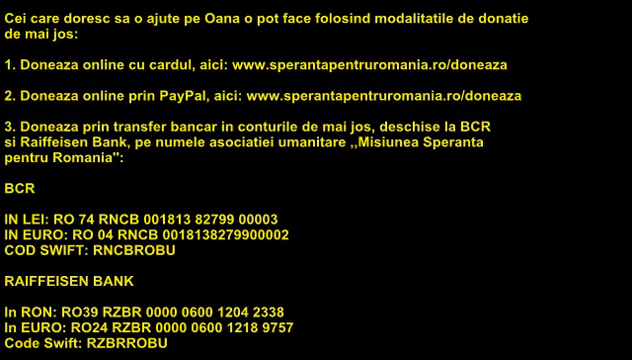 Cei care doresc sa o ajute pe Oana o pot face folosind modalitatile de donatie
de mai jos:
1. Doneaza online cu cardul, aici: www.sperantapentruromania.ro/doneaza
2. Doneaza online prin PayPal, aici: www.sperantapentruromania.ro/doneaza
3. Doneaza prin transfer bancar in conturile de mai jos, deschise la BCR
si Raiffeisen Bank, pe numele asociatiei umanitare ,,Misiunea Speranta
pentru Romania":
BCR
IN LEI: RO 74 RNCB 001813 82799 00003
IN EURO: RO 04 RNCB 0018138279900002
COD SWIFT: RNCBROBU
RAIFFEISEN BANK
In RON: RO39 RZBR 0000 0600 1204 2338
In EURO: RO24 RZBR 0000 0600 1218 9757
Code Swift: RZBRROBU